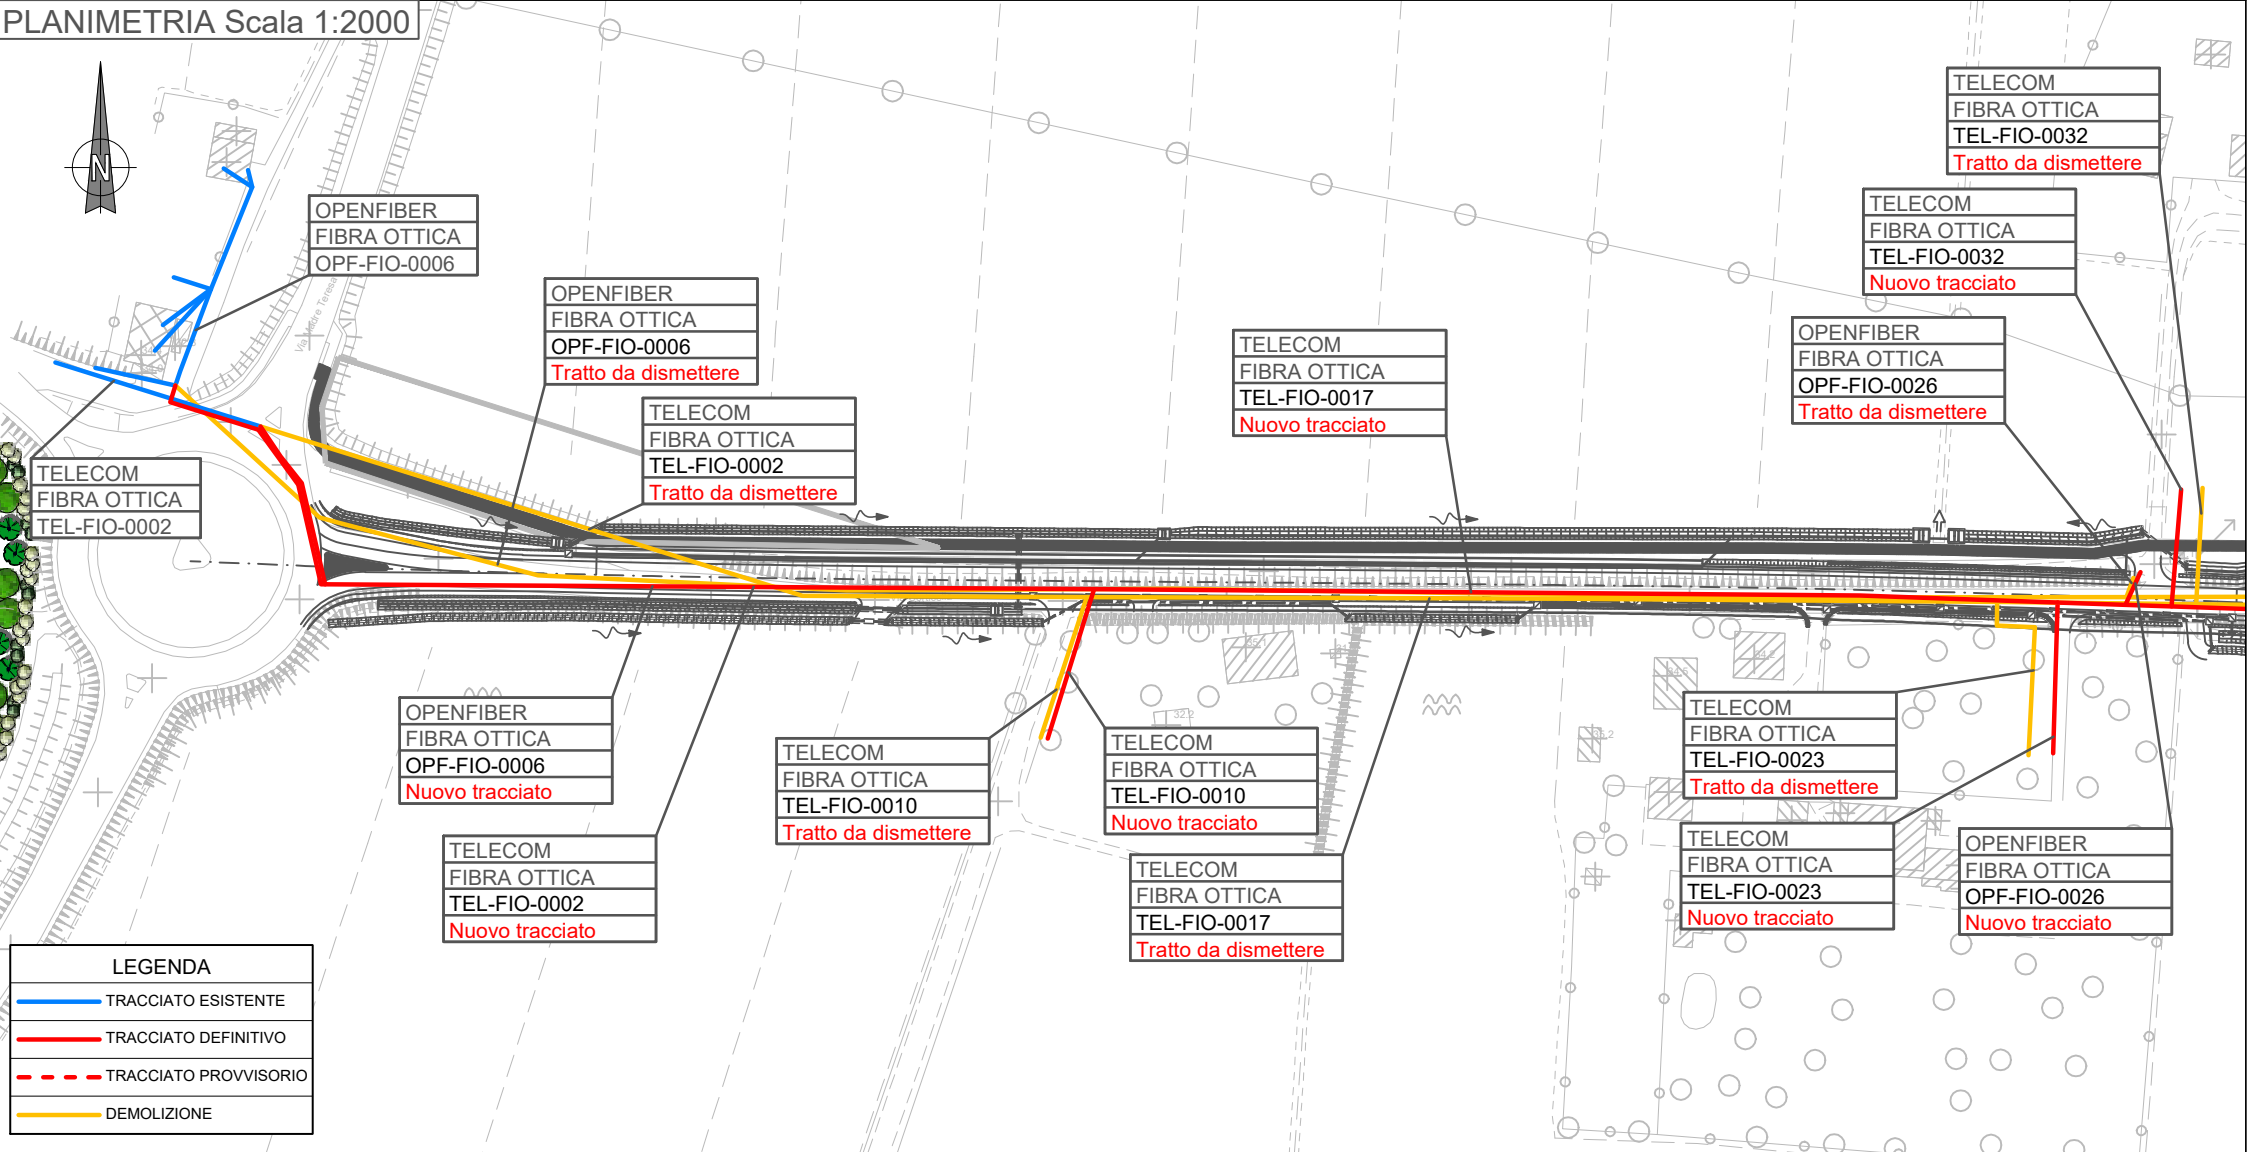 PLANIMETRIA Scala 1:2000
N
OPENFIBER
FIBRA OTTICA
OPF-FIO-0006
Via Madre Teresa
OPENFIBER
FIBRA OTTICA
OPF-FIO-0006
Tratto da dismettere
TELECOM
FIBRA OTTICA
TEL-FIO-0002
Tratto da dismettere
TELECOM
FIBRA OTTICA
TEL-FIO-0002
TELECOM
FIBRA OTTICA
TEL-FIO-0017
Nuovo tracciato
TELECOM
FIBRA OTTICA
TEL-FIO-0032
Tratto da dismettere
TELECOM
FIBRA OTTICA
TEL-FIO-0032
Nuovo tracciato
OPENFIBER
FIBRA OTTICA
OPF-FIO-0026
Tratto da dismettere
OPENFIBER
FIBRA OTTICA
OPF-FIO-0006
Nuovo tracciato
TELECOM
FIBRA OTTICA
TEL-FIO-0002
Nuovo tracciato
TELECOM
FIBRA OTTICA
TEL-FIO-0010
Tratto da dismettere
32.2
TELECOM
FIBRA OTTICA
TEL-FIO-0010
Nuovo tracciato
TELECOM
FIBRA OTTICA
TEL-FIO-0017
Tratto da dismettere
TELECOM
FIBRA OTTICA
TEL-FIO-0023
Tratto da dismettere
TELECOM
FIBRA OTTICA
TEL-FIO-0023
Nuovo tracciato
OPENFIBER
FIBRA OTTICA
OPF-FIO-0026
Nuovo tracciato
LEGENDA
TRACCIATO ESISTENTE
TRACCIATO DEFINITIVO
TRACCIATO PROVVISORIO
DEMOLIZIONE